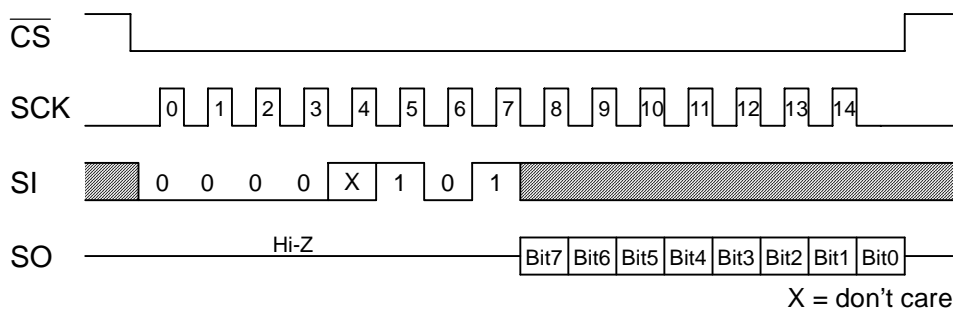 CS
SCK 0 1 2 3 4 5 6 7 8 9 10 11 12 13 14
SI 0 0 0 0 X 1 0 1
SO Hi-Z Bit7 Bit6 Bit5 Bit4 Bit3 Bit2 Bit1 Bit0
X = don't care